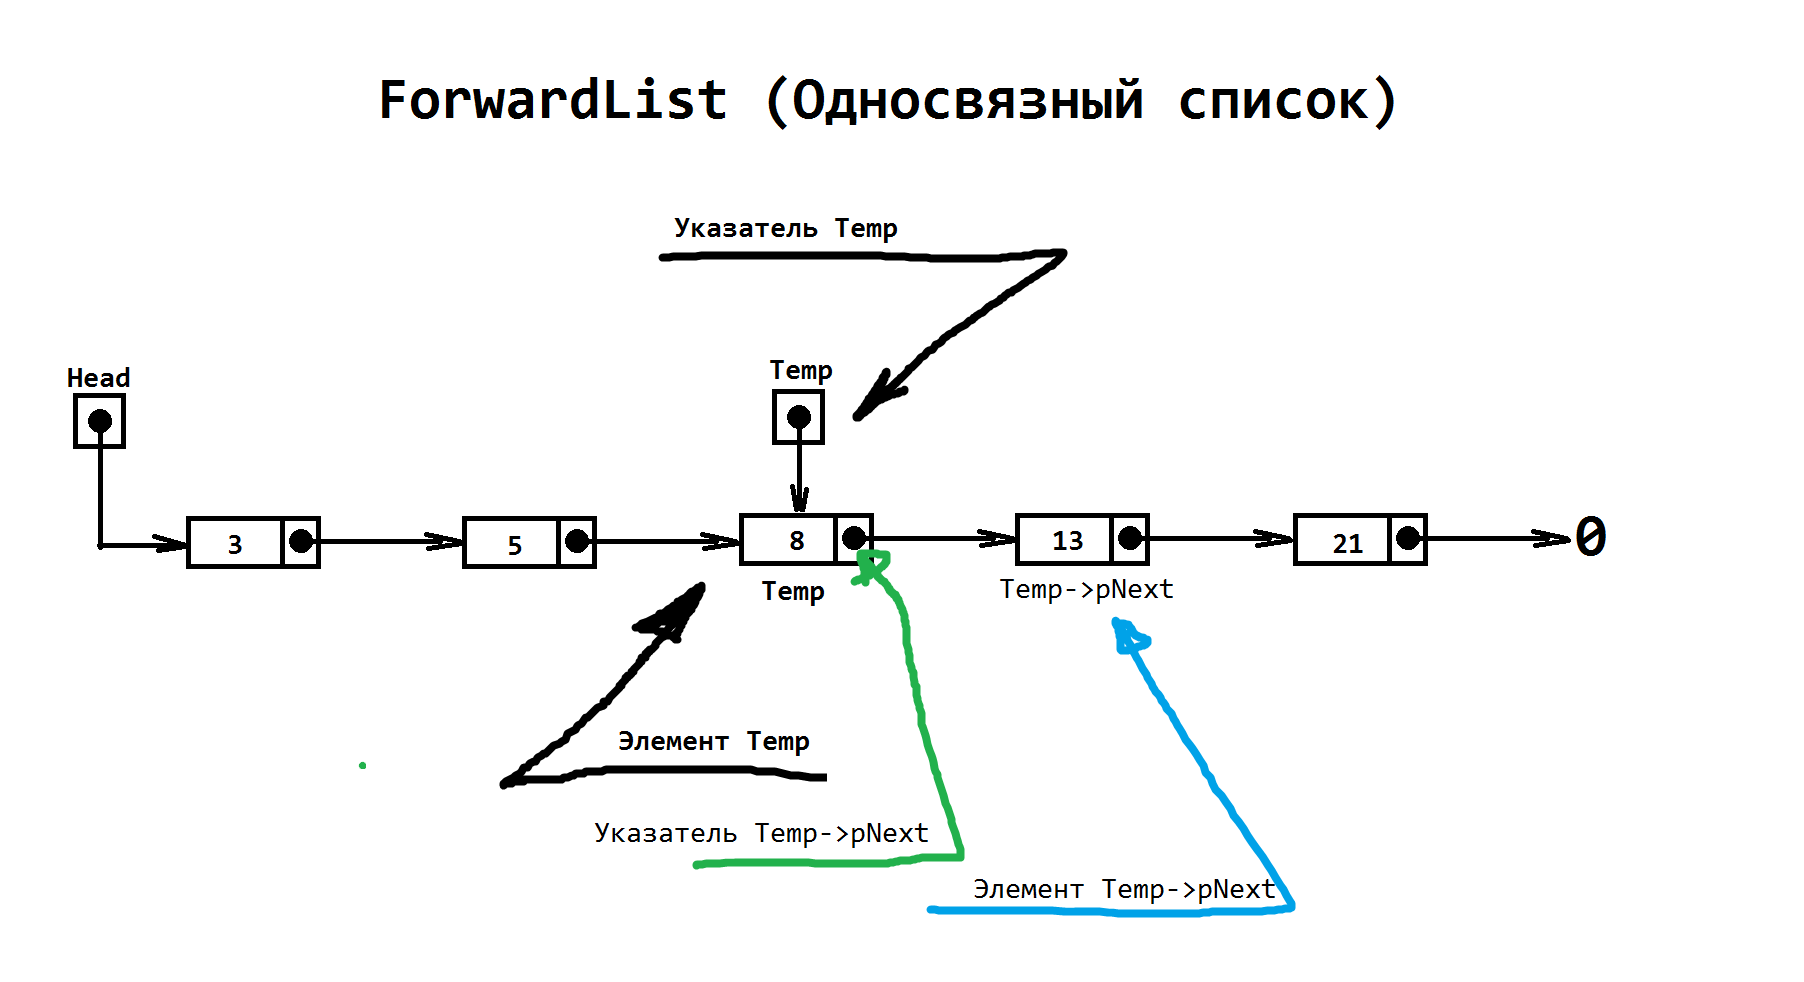 ForwardList (Односвязный список)
Указатель Temp
Head
Temp
3
5
8
13
21
0
Temp
Temp->pNext
Элемент Temp
Указатель Temp->pNext
Элемент Temp->pNext